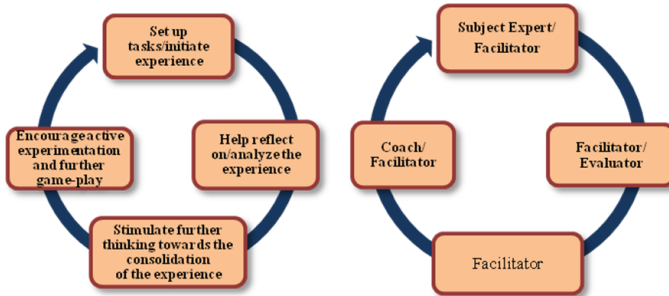 Set up
tasks/initiate
experience
Help reflect
on/analyze the
experience
Stimulate further
thinking towards the
consolidation
of the experience
Encourage active
experimentation
and further
game-play
Subject Expert/
Facilitator
Facilitator/
Evaluator
Facilitator
Coach/
Facilitator